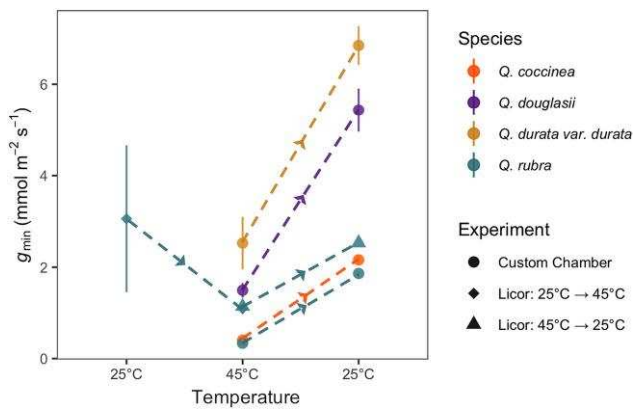 6
4
2
0
g_min (mmol m⁻² s⁻¹)
25°C
45°C
25°C
Temperature
Species
Q. coccinea
Q. douglasii
Q. durata var. durata
Q. rubra
Experiment
Custom Chamber
Licor: 25°C → 45°C
Licor: 45°C → 25°C